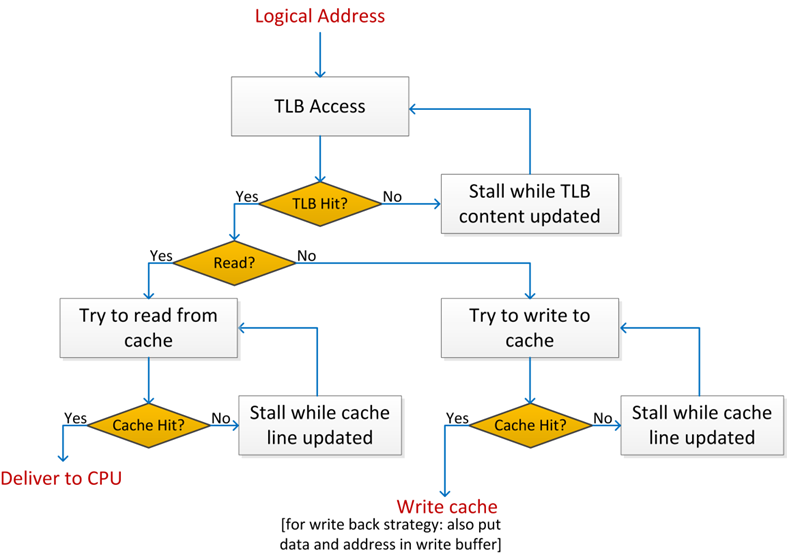 Logical Address
TLB Access
Yes
TLB Hit?
No
Stall while TLB
content updated
Yes
Read?
No
Try to read from
cache
Try to write to
cache
Yes
Cache Hit?
No
Stall while cache
line updated
Yes
Cache Hit?
No
Stall while cache
line updated
Deliver to CPU
Write cache
[for write back strategy: also put
data and address in write buffer]